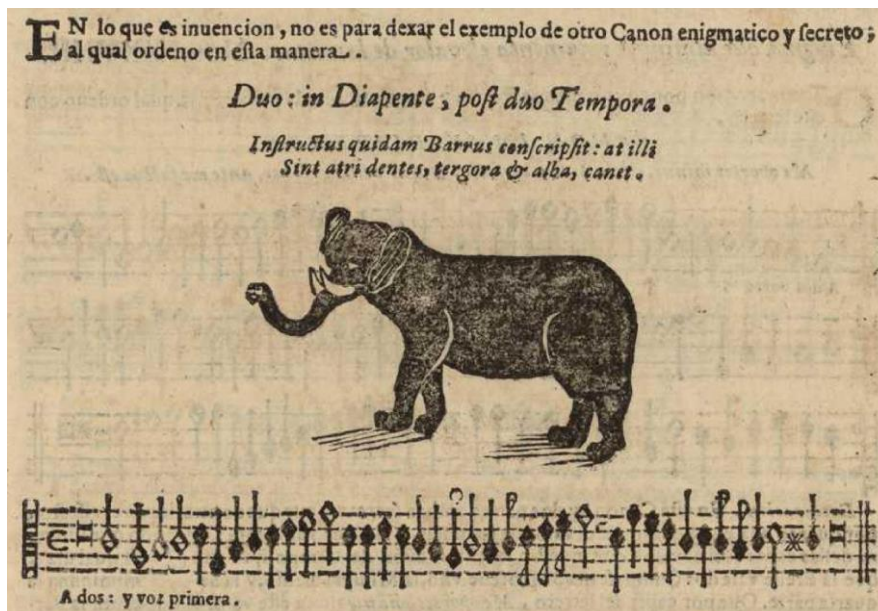 EN lo que es inuencion, no es para dexar el exemplo de otro Canon enigmatico y secreto;
al qual ordeno en esta manera.
Duo: in Diapente, post duo Tempora.
Instructus quidam Barrus conscripsit: at illi
Sint atri dentes, tergora & alba, canet.
A dos: y voz primera.